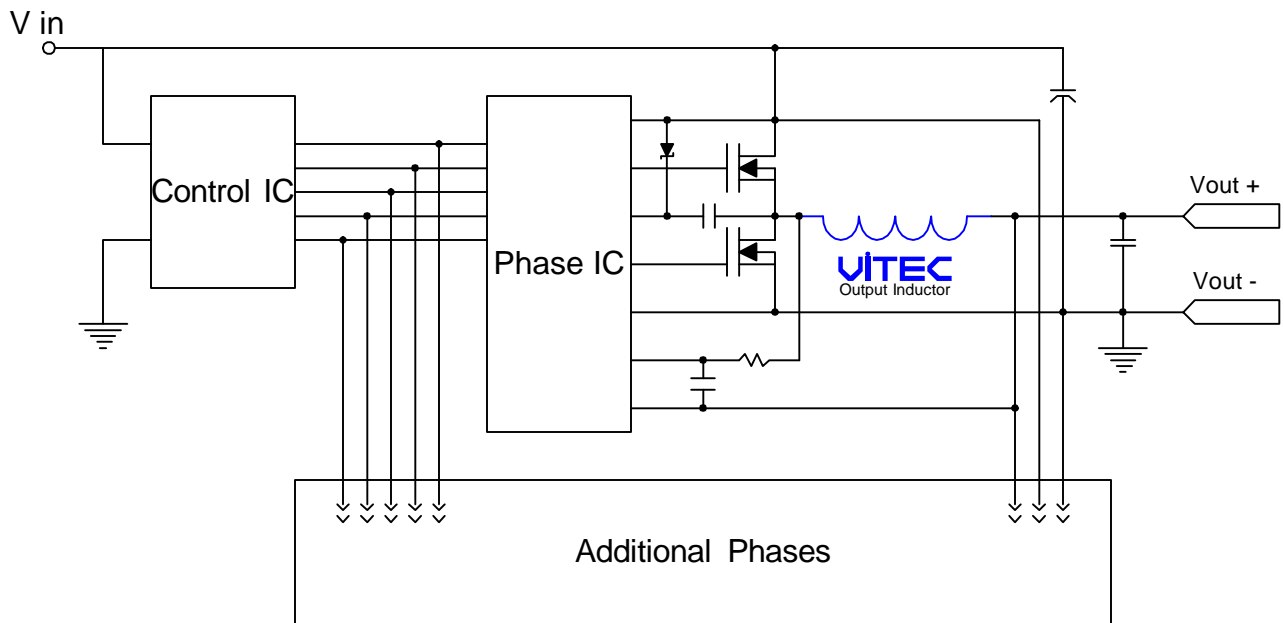 V in
Control IC
Phase IC
Vout +
ViTEC
Output Inductor
Vout -
Additional Phases